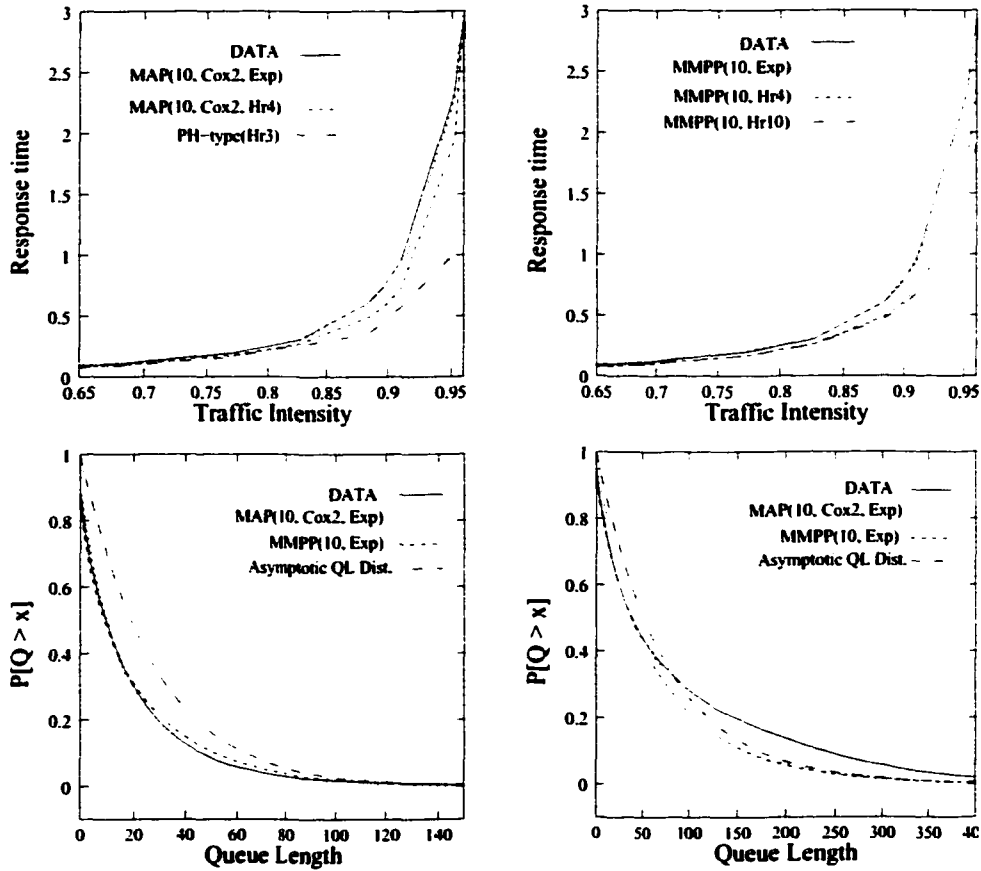 3
2.5
2
1.5
1
0.5
0
Response time
DATA
MAP(10, Cox2, Exp)
MAP(10, Cox2, Hr4)
PH-type(Hr3)
0.65 0.7 0.75 0.8 0.85 0.9 0.95
Traffic Intensity
3
2.5
2
1.5
1
0.5
0
Response time
DATA
MMPP(10, Exp)
MMPP(10, Hr4)
MMPP(10, Hr10)
0.65 0.7 0.75 0.8 0.85 0.9 0.95
Traffic Intensity
1
0.8
0.6
0.4
0.2
0
P[Q > x]
DATA
MAP(10, Cox2, Exp)
MMPP(10, Exp)
Asymptotic QL Dist.
0 20 40 60 80 100 120 140
Queue Length
1
0.8
0.6
0.4
0.2
0
P[Q > x]
DATA
MAP(10, Cox2, Exp)
MMPP(10, Exp)
Asymptotic QL Dist.
0 50 100 150 200 250 300 350 40
Queue Length